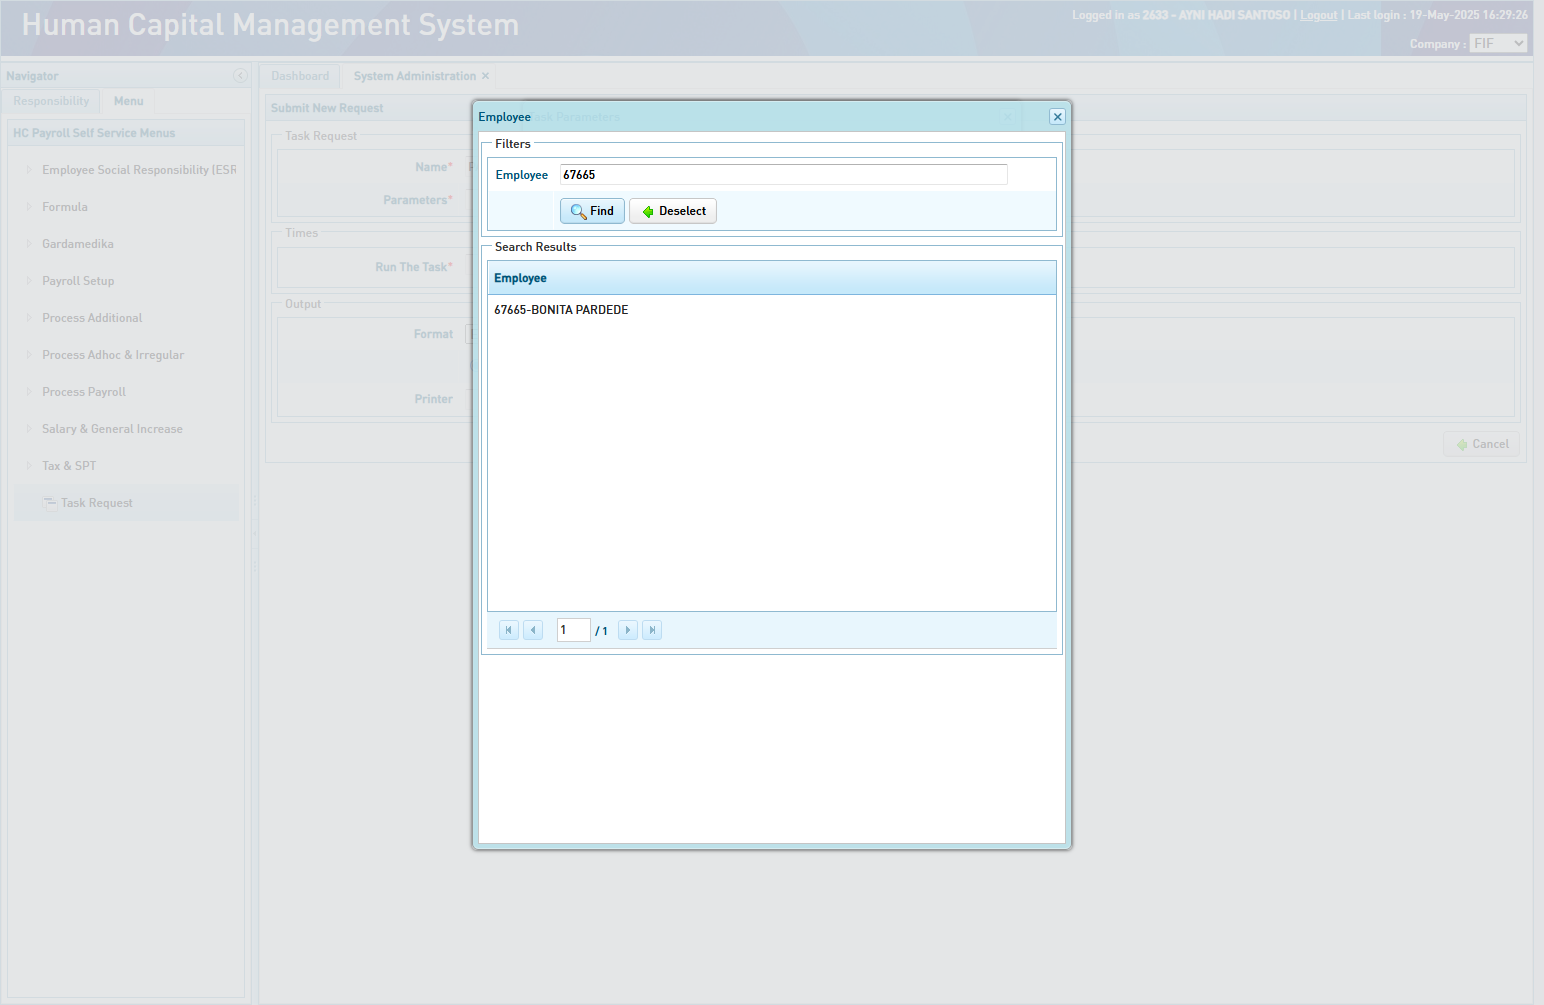 Human Capital Management System
Logged in as 2633 - AYNI HADI SANTOSO | Logout | Last login : 19-May-2025 16:29:26
Company : FIF
Navigator
Responsibility
Menu
HC Payroll Self Service Menus
Employee Social Responsibility (ESR
Formula
Gardamedika
Payroll Setup
Process Additional
Process Adhoc & Irregular
Process Payroll
Salary & General Increase
Tax & SPT
Task Request
Dashboard
System Administration
Submit New Request
Task Request
Name*
Parameters*
Times
Run The Task*
Output
Format
Printer
Cancel
Employee
Parameters
Filters
Employee 67665
Find
Deselect
Search Results
Employee
67665-BONITA PARDEDE
1 / 1